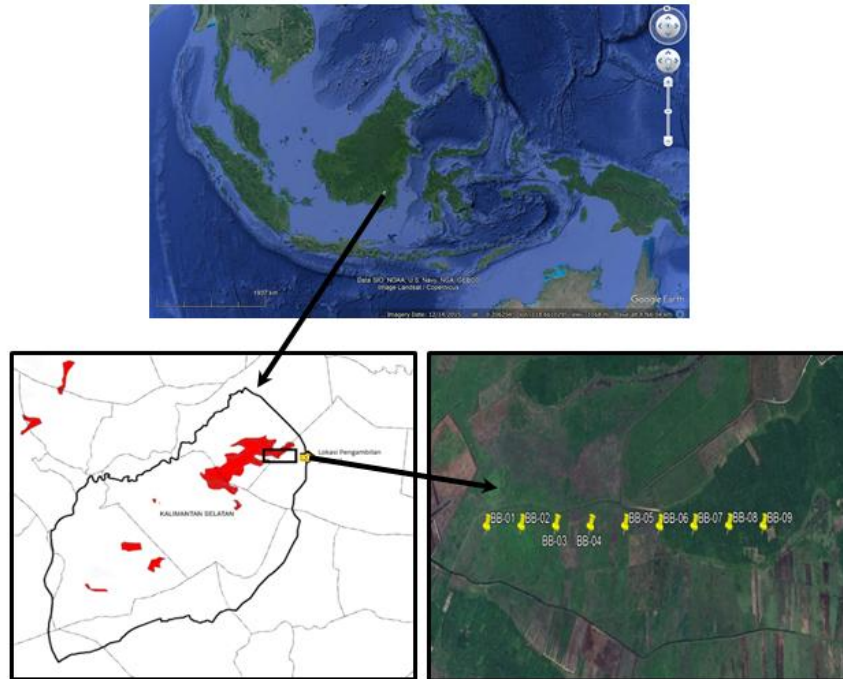 Data SIO, NOAA, U.S. Navy, NGA, GEBCO
Image Landsat / Copernicus
Google Earth
Imagery Date: 12/14/2015
Lokasi Pengambilan
KALIMANTAN SELATAN
BB-01 BB-02 BB-03 BB-04 BB-05 BB-06 BB-07 BB-08 BB-09